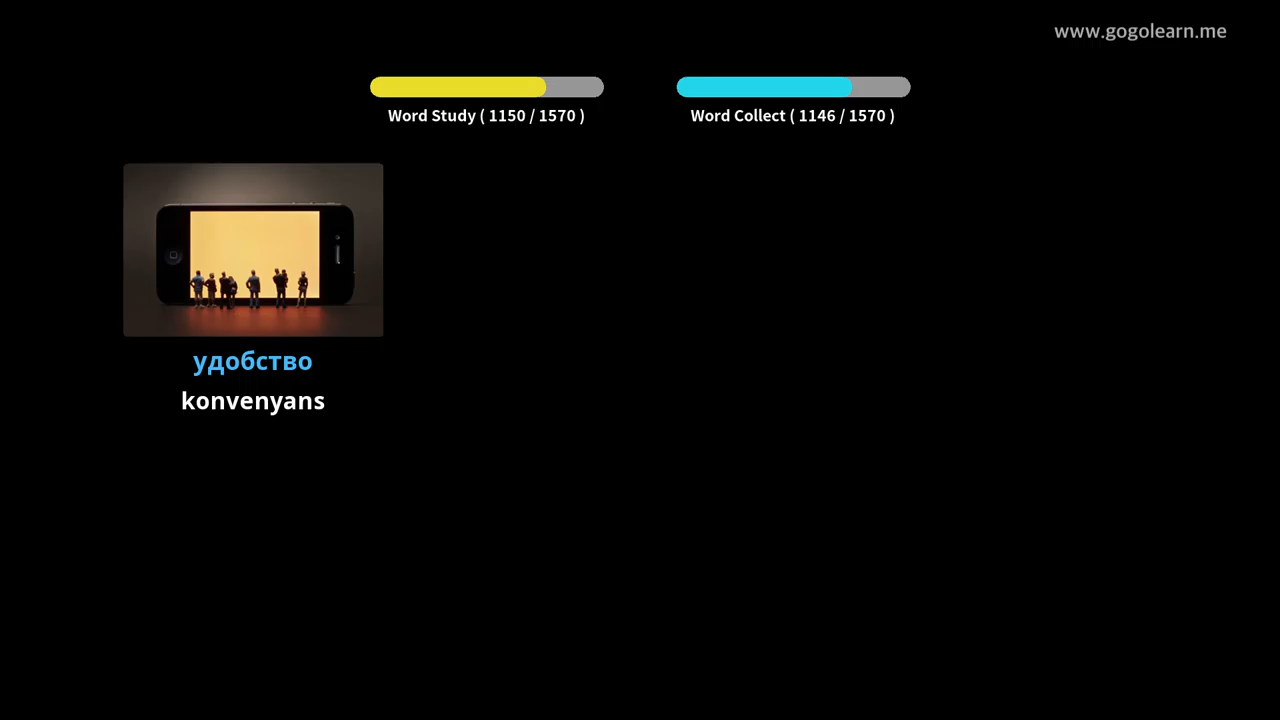 www.gogolearn.me
Word Study ( 1150 / 1570 )
Word Collect ( 1146 / 1570 )
удобство
konvenyans